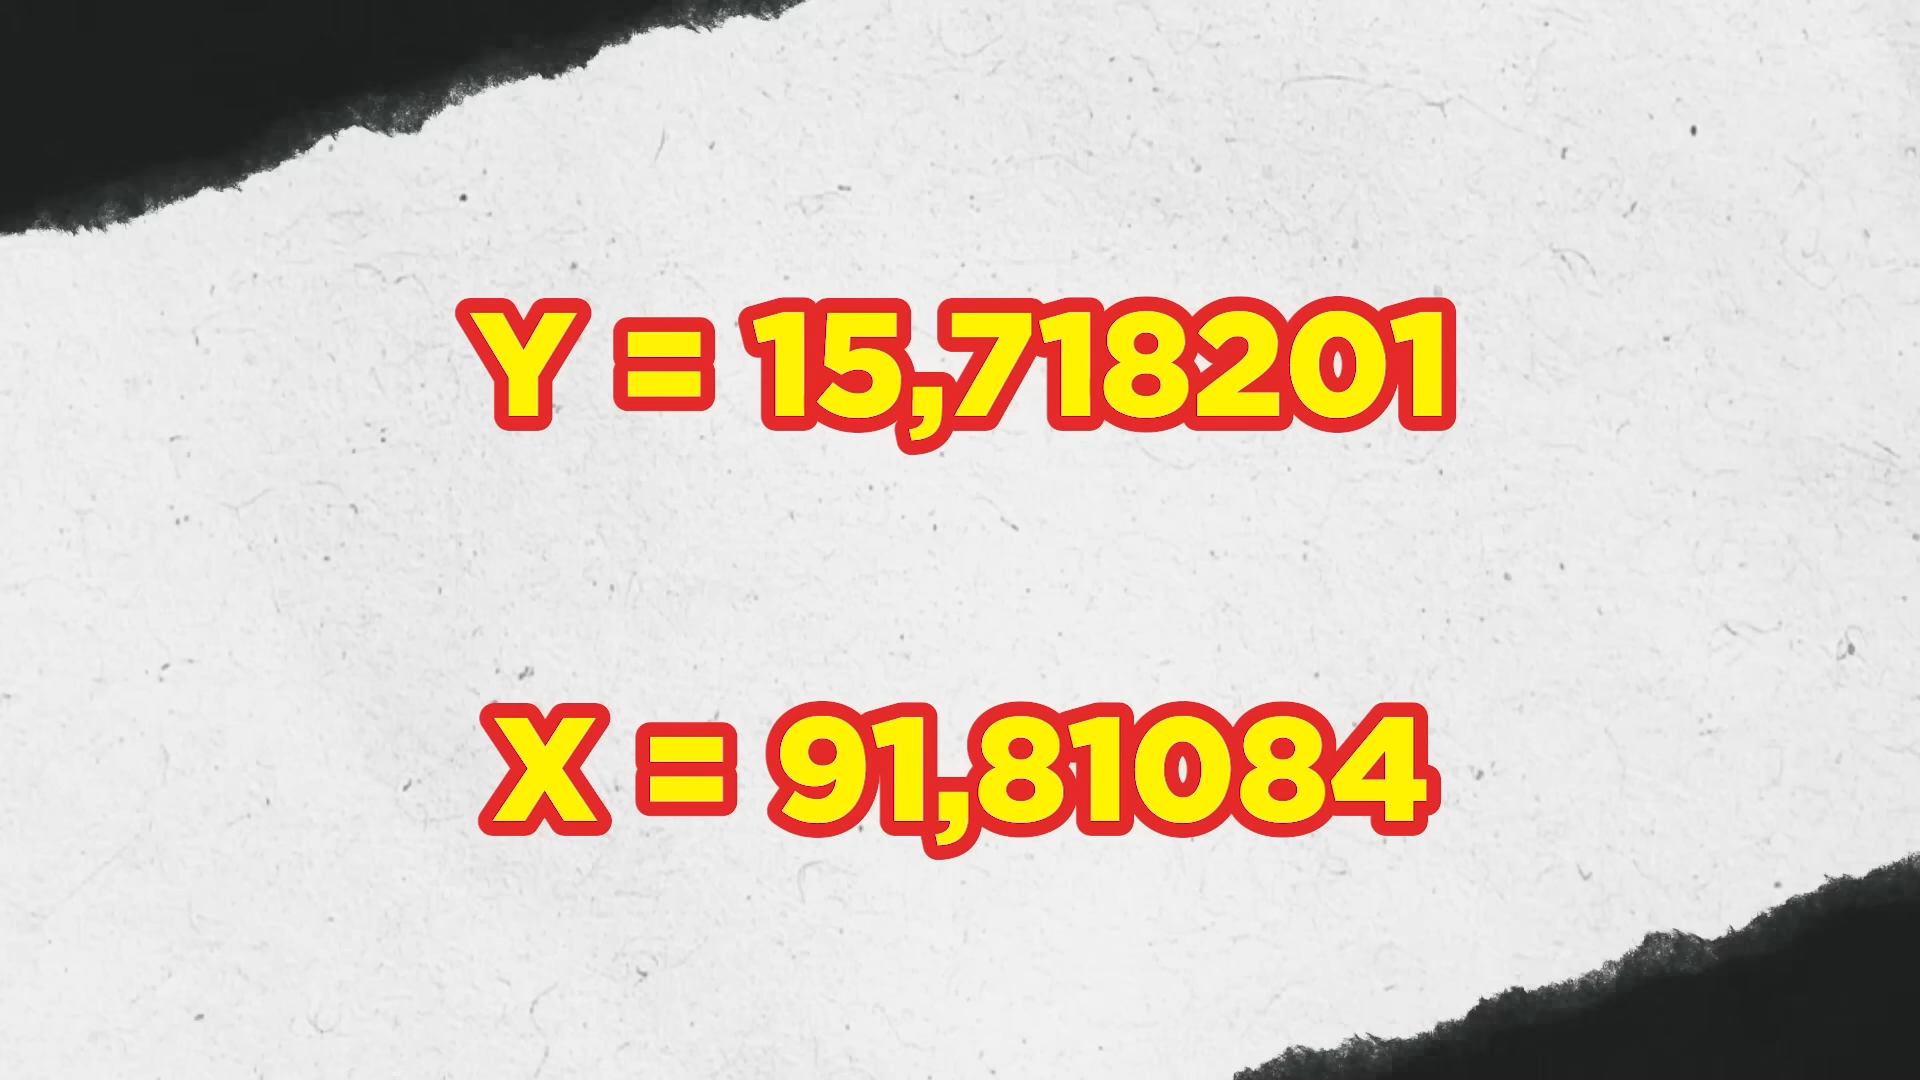 Y = 15,718201
X = 91,81084